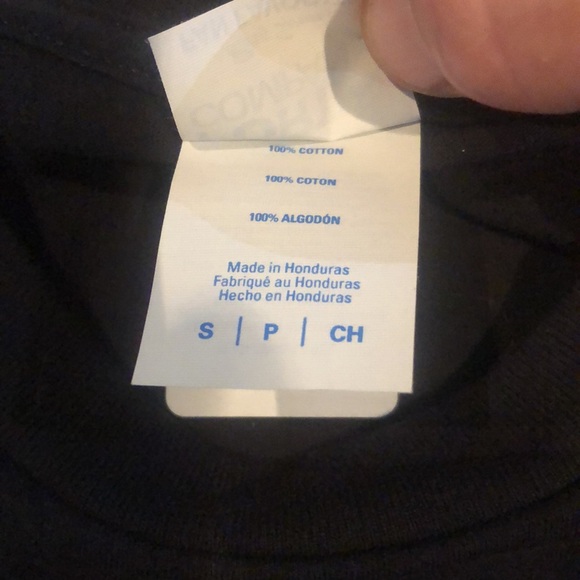 100% COTTON
100% COTON
100% ALGODÓN
Made in Honduras
Fabriqué au Honduras
Hecho en Honduras
S | P | CH